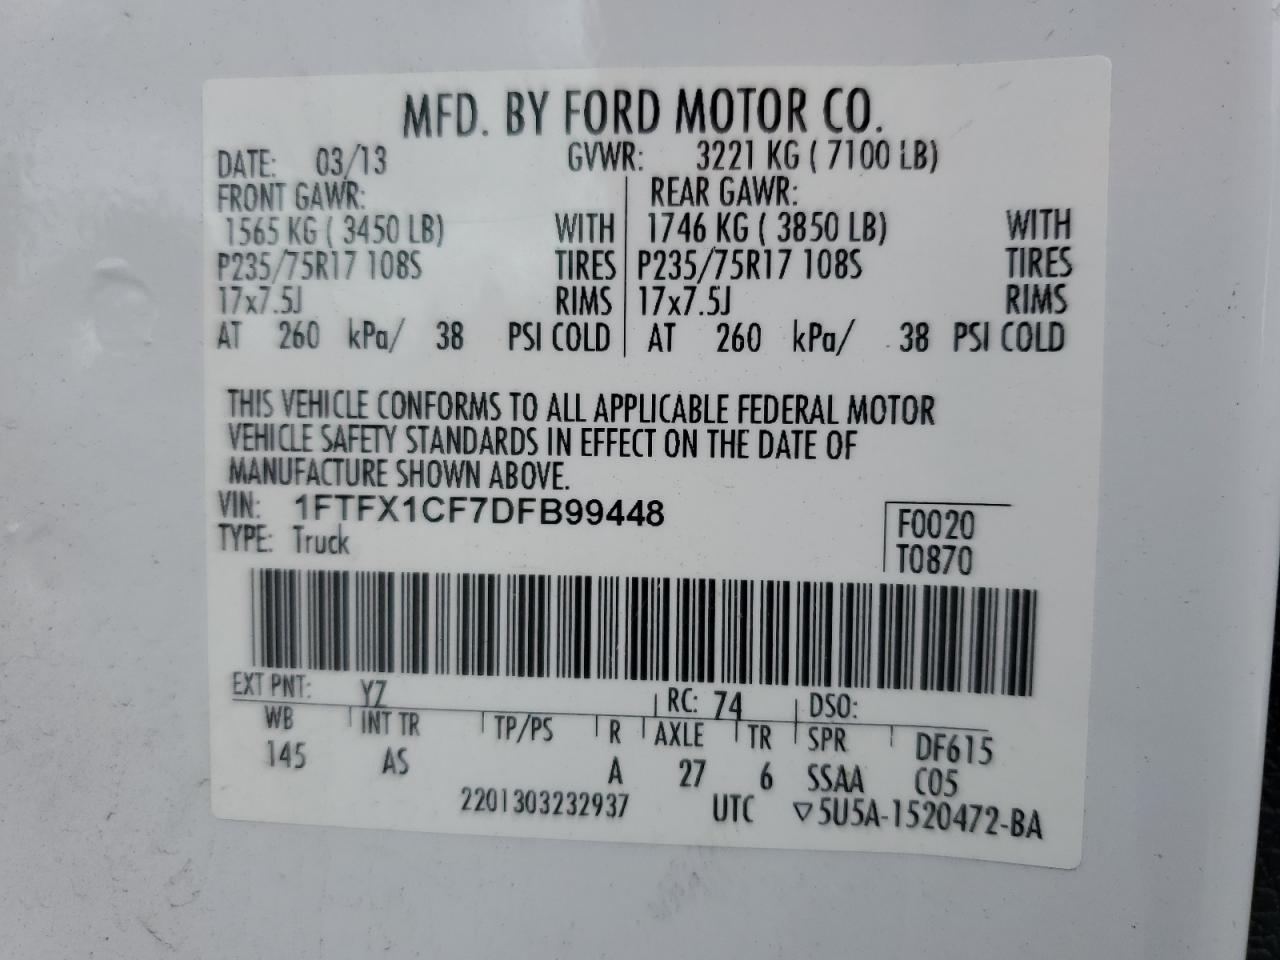 MFD. BY FORD MOTOR CO.
DATE: 03/13 GVWR: 3221 KG ( 7100 LB)
FRONT GAWR: REAR GAWR:
1565 KG ( 3450 LB) WITH 1746 KG ( 3850 LB) WITH
P235/75R17 108S TIRES P235/75R17 108S TIRES
17x7.5J RIMS 17x7.5J RIMS
AT 260 kPa/ 38 PSI COLD AT 260 kPa/ 38 PSI COLD
THIS VEHICLE CONFORMS TO ALL APPLICABLE FEDERAL MOTOR
VEHICLE SAFETY STANDARDS IN EFFECT ON THE DATE OF
MANUFACTURE SHOWN ABOVE.
VIN: 1FTFX1CF7DFB99448 F0020
TYPE: Truck T0870
EXT PNT: YZ RC: 74 DSO:
WB INT TR TP/PS R AXLE TR SPR DF615
145 AS A 27 6 SSAA C05
2201303232937 UTC ▽5U5A-1520472-BA